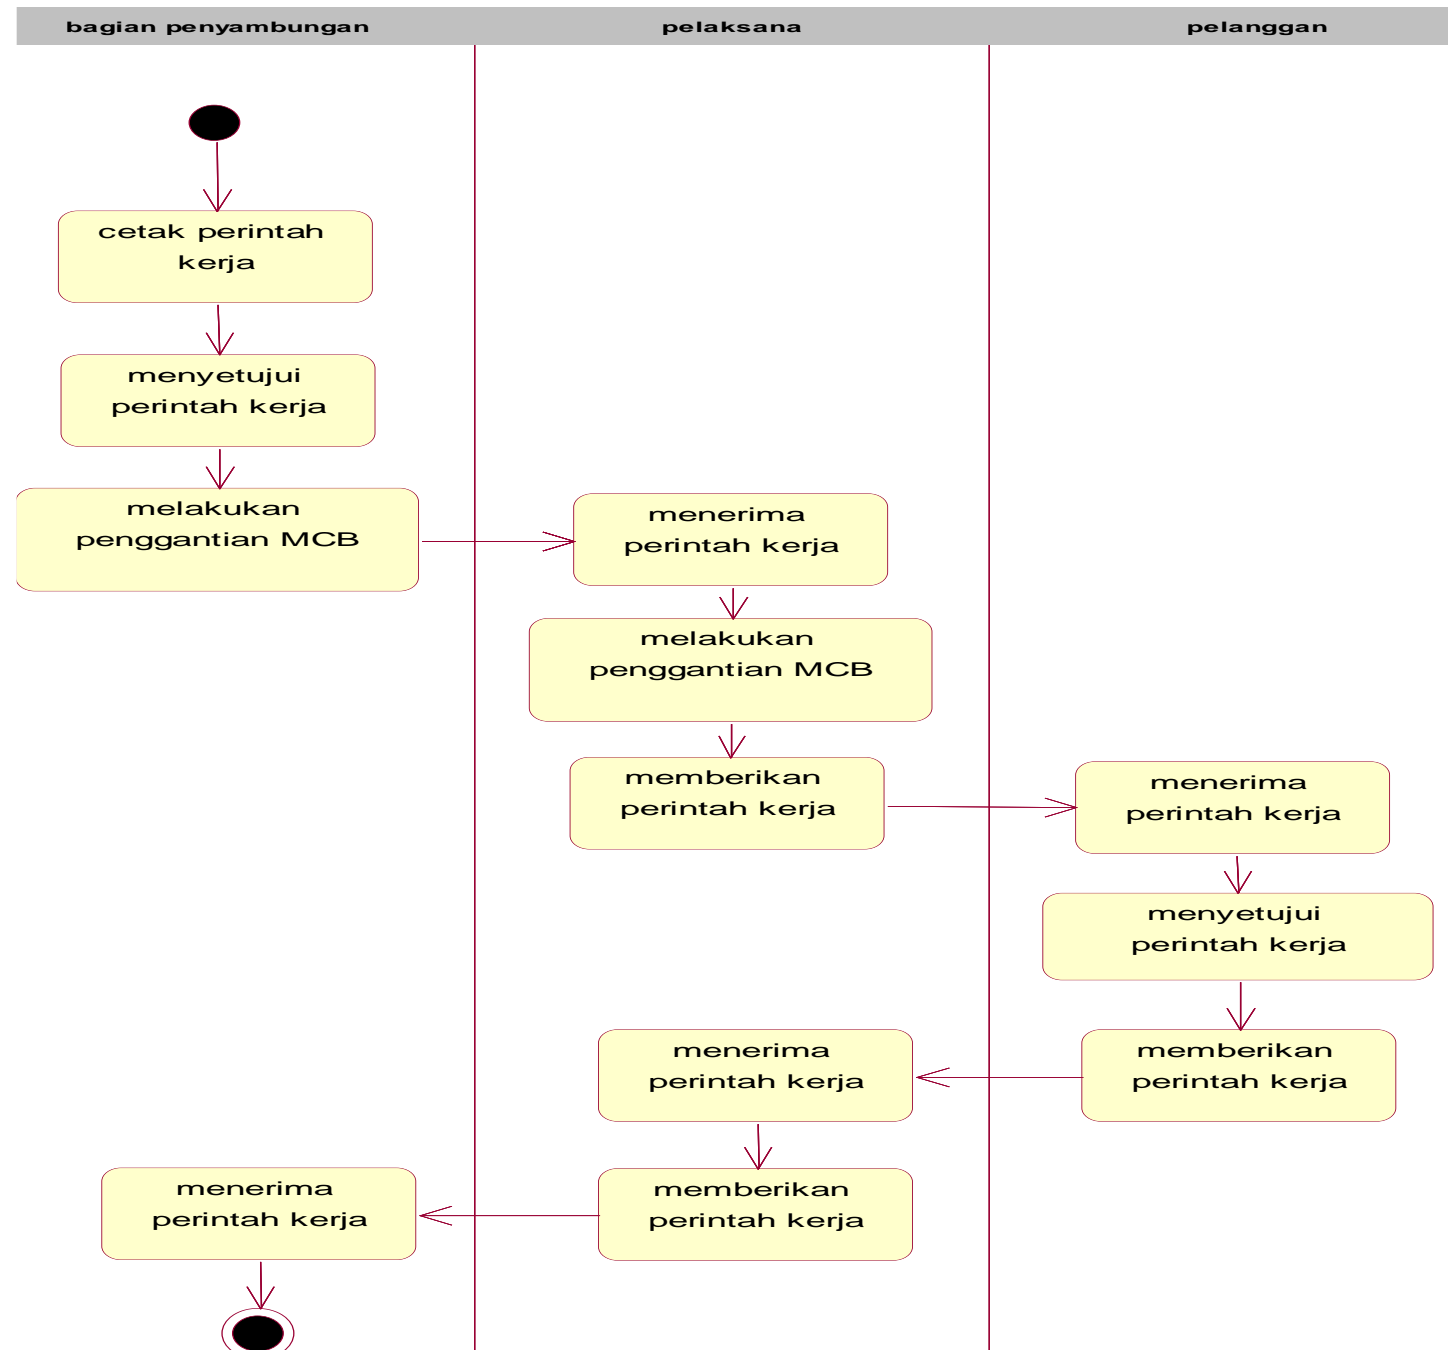 bagian penyambungan
pelaksana
pelanggan
cetak perintah
kerja
menyetujui
perintah kerja
melakukan
penggantian MCB
menerima
perintah kerja
melakukan
penggantian MCB
memberikan
perintah kerja
menerima
perintah kerja
menyetujui
perintah kerja
memberikan
perintah kerja
menerima
perintah kerja
memberikan
perintah kerja
menerima
perintah kerja